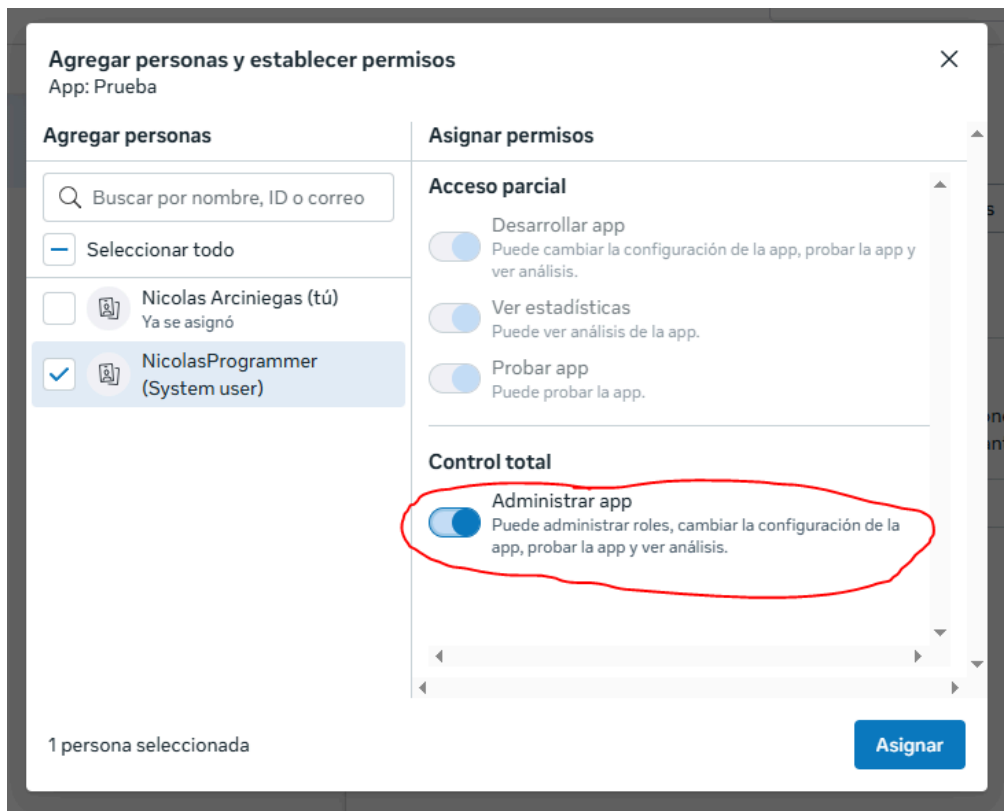 Agregar personas y establecer permisos
App: Prueba
Agregar personas
Buscar por nombre, ID o correo
Seleccionar todo
Nicolas Arciniegas (tú)
Ya se asignó
NicolasProgrammer
(System user)
Asignar permisos
Acceso parcial
Desarrollar app
Puede cambiar la configuración de la app, probar la app y
ver análisis.
Ver estadísticas
Puede ver análisis de la app.
Probar app
Puede probar la app.
Control total
Administrar app
Puede administrar roles, cambiar la configuración de la
app, probar la app y ver análisis.
1 persona seleccionada
Asignar